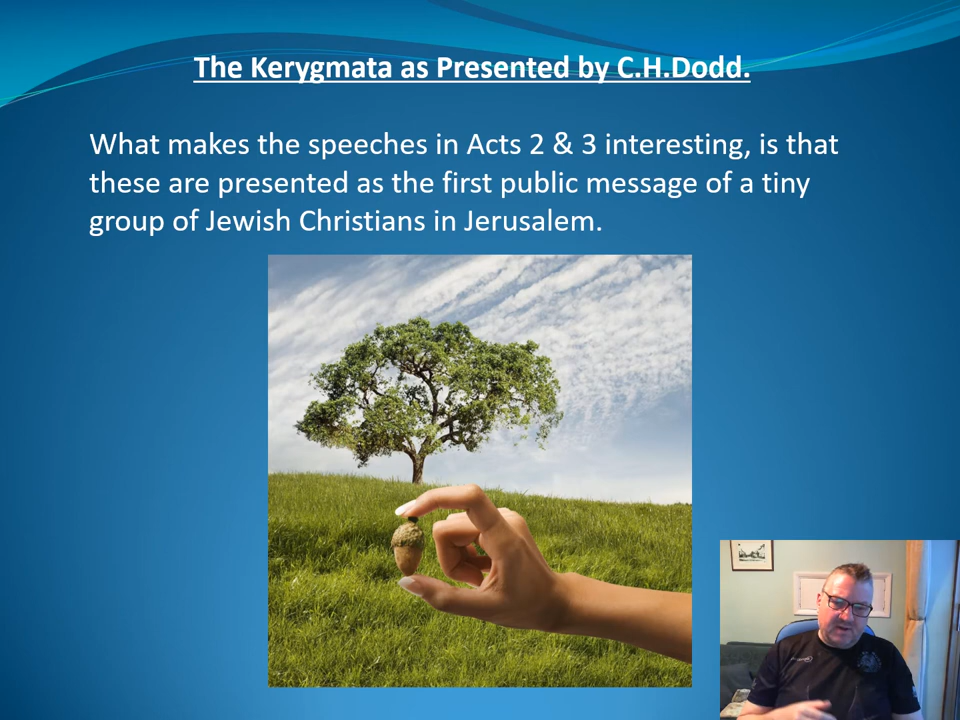 The Kerygmata as Presented by C.H.Dodd.
What makes the speeches in Acts 2 & 3 interesting, is that
these are presented as the first public message of a tiny
group of Jewish Christians in Jerusalem.